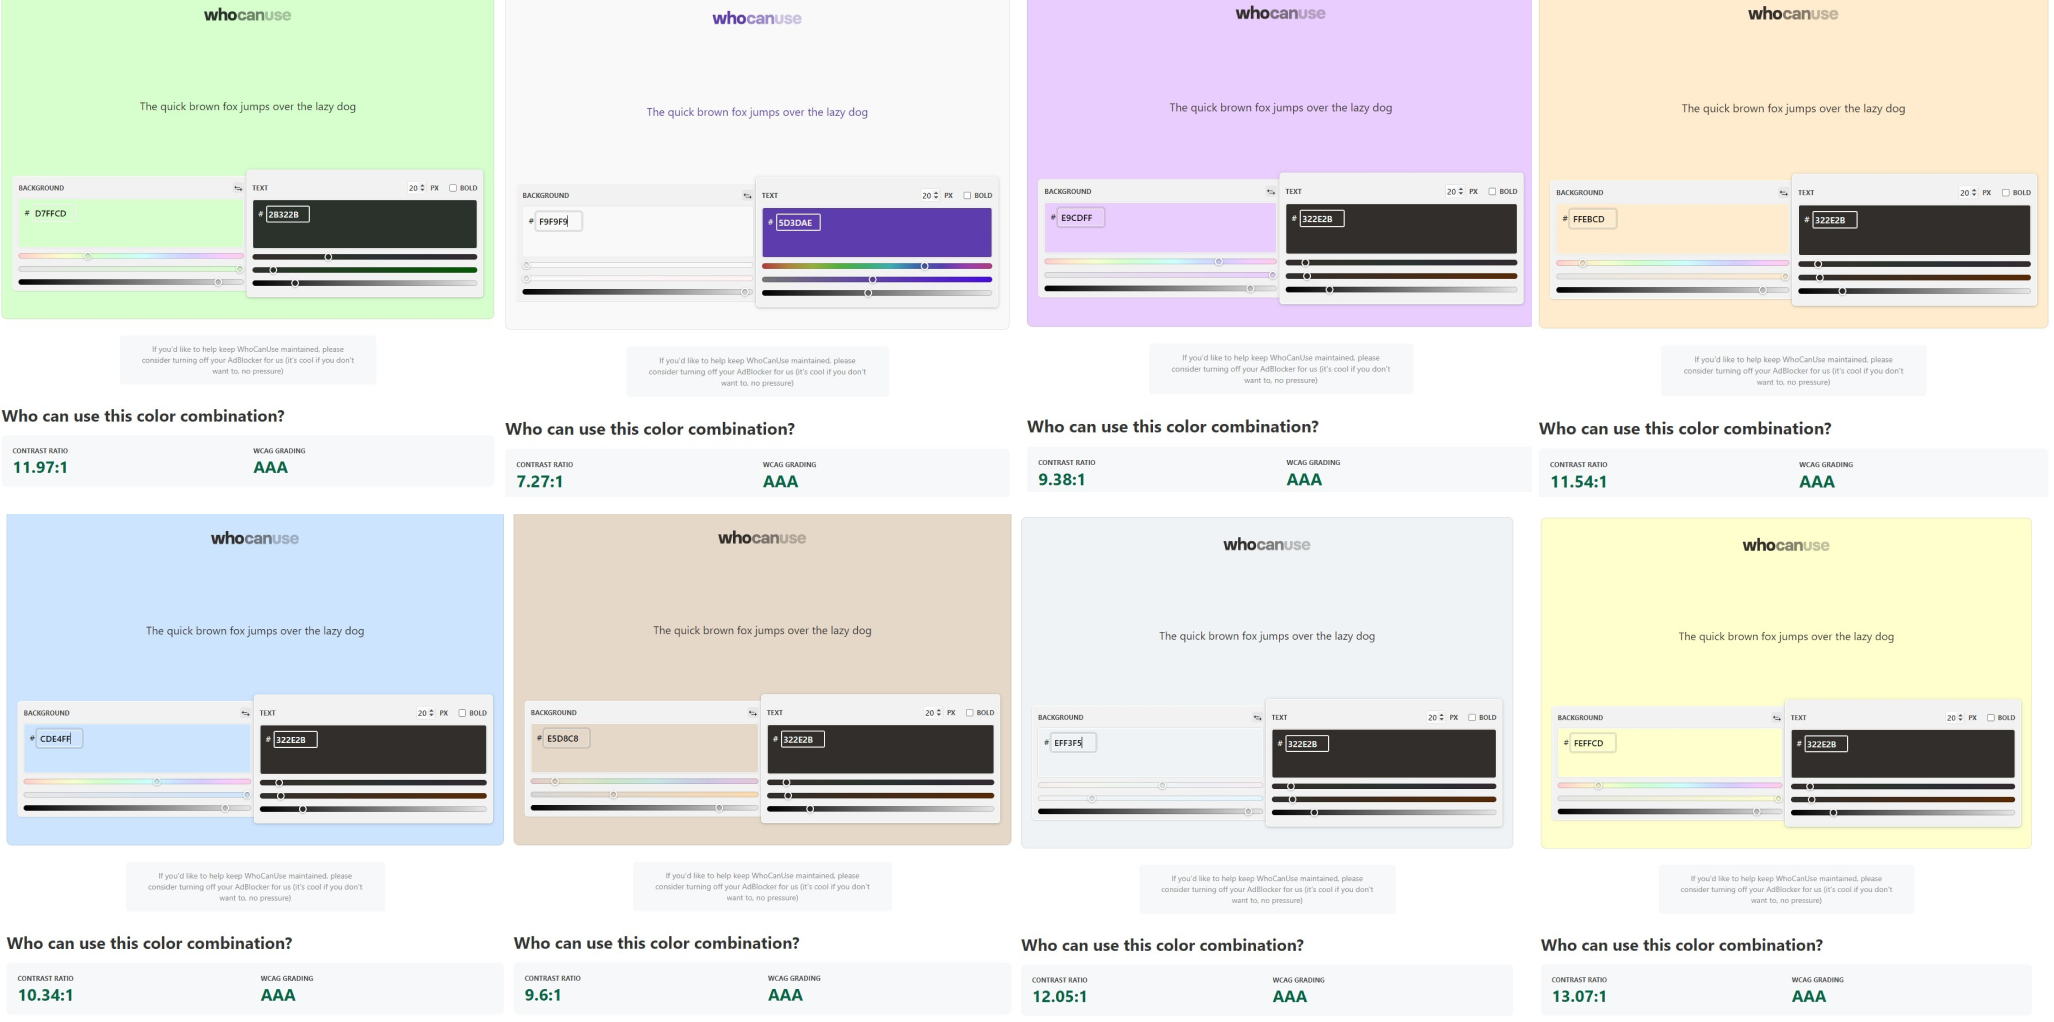 whocanuse
The quick brown fox jumps over the lazy dog
BACKGROUND
# D7FFCD
TEXT
20 PX BOLD
# 2B322B
If you'd like to help keep WhoCanUse maintained, please
consider turning off your AdBlocker for us (it's cool if you don't
want to, no pressure)
Who can use this color combination?
CONTRAST RATIO
11.97:1
WCAG GRADING
AAA
whocanuse
The quick brown fox jumps over the lazy dog
BACKGROUND
# F9F9F9
TEXT
20 PX BOLD
# 5D3DAE
If you'd like to help keep WhoCanUse maintained, please
consider turning off your AdBlocker for us (it's cool if you don't
want to, no pressure)
Who can use this color combination?
CONTRAST RATIO
7.27:1
WCAG GRADING
AAA
whocanuse
The quick brown fox jumps over the lazy dog
BACKGROUND
# E9CDFF
TEXT
20 PX BOLD
# 322E2B
If you'd like to help keep WhoCanUse maintained, please
consider turning off your AdBlocker for us (it's cool if you don't
want to, no pressure)
Who can use this color combination?
CONTRAST RATIO
9.38:1
WCAG GRADING
AAA
whocanuse
The quick brown fox jumps over the lazy dog
BACKGROUND
# FFEBCD
TEXT
20 PX BOLD
# 322E2B
If you'd like to help keep WhoCanUse maintained, please
consider turning off your AdBlocker for us (it's cool if you don't
want to, no pressure)
Who can use this color combination?
CONTRAST RATIO
11.54:1
WCAG GRADING
AAA
whocanuse
The quick brown fox jumps over the lazy dog
BACKGROUND
# CDE4FF
TEXT
20 PX BOLD
# 322E2B
If you'd like to help keep WhoCanUse maintained, please
consider turning off your AdBlocker for us (it's cool if you don't
want to, no pressure)
Who can use this color combination?
CONTRAST RATIO
10.34:1
WCAG GRADING
AAA
whocanuse
The quick brown fox jumps over the lazy dog
BACKGROUND
# E5D8C8
TEXT
20 PX BOLD
# 322E2B
If you'd like to help keep WhoCanUse maintained, please
consider turning off your AdBlocker for us (it's cool if you don't
want to, no pressure)
Who can use this color combination?
CONTRAST RATIO
9.6:1
WCAG GRADING
AAA
whocanuse
The quick brown fox jumps over the lazy dog
BACKGROUND
# EFF3F5
TEXT
20 PX BOLD
# 322E2B
If you'd like to help keep WhoCanUse maintained, please
consider turning off your AdBlocker for us (it's cool if you don't
want to, no pressure)
Who can use this color combination?
CONTRAST RATIO
12.05:1
WCAG GRADING
AAA
whocanuse
The quick brown fox jumps over the lazy dog
BACKGROUND
# FEFFCD
TEXT
20 PX BOLD
# 322E2B
If you'd like to help keep WhoCanUse maintained, please
consider turning off your AdBlocker for us (it's cool if you don't
want to, no pressure)
Who can use this color combination?
CONTRAST RATIO
13.07:1
WCAG GRADING
AAA